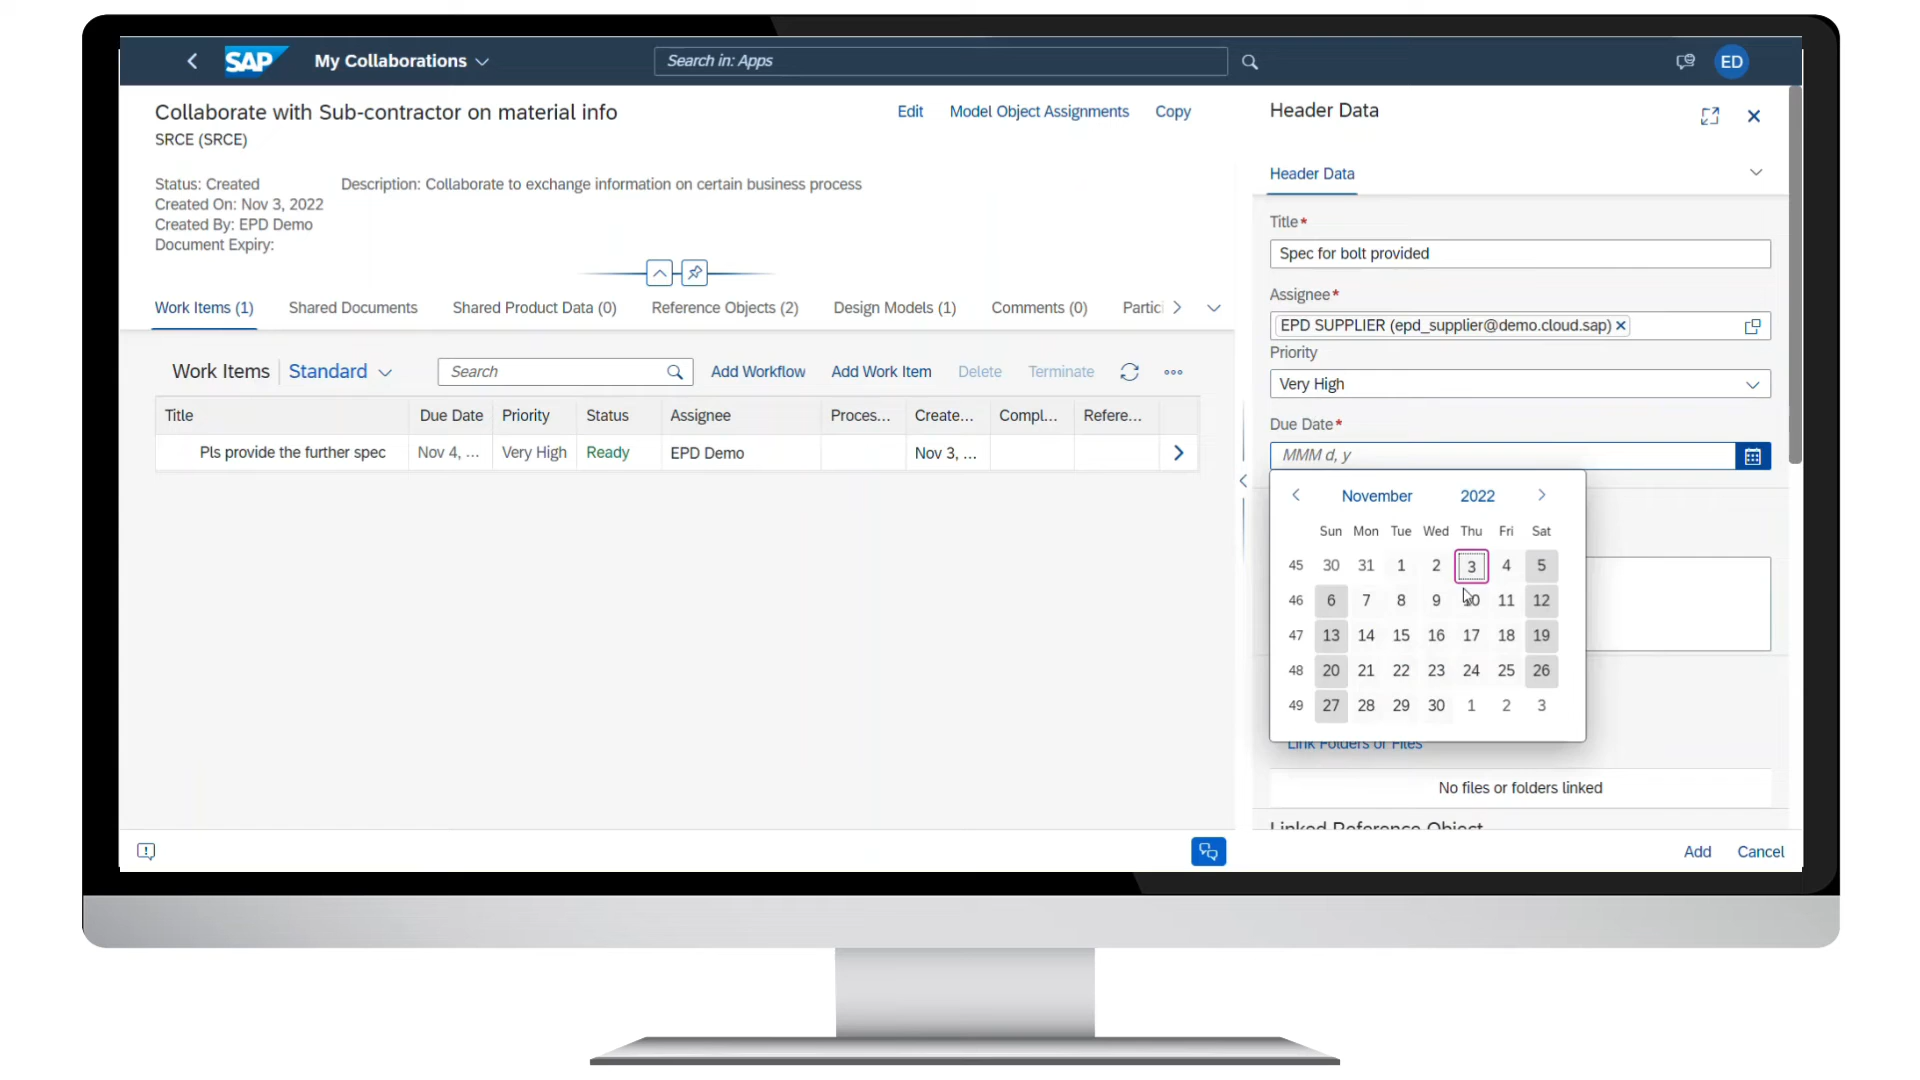 SAP My Collaborations Search in: Apps ED
Collaborate with Sub-contractor on material info Edit Model Object Assignments Copy
SRCE (SRCE)
Status: Created Description: Collaborate to exchange information on certain business process
Created On: Nov 3, 2022
Created By: EPD Demo
Document Expiry:
Work Items (1) Shared Documents Shared Product Data (0) Reference Objects (2) Design Models (1) Comments (0) Partici
Work Items Standard Search Add Workflow Add Work Item Delete Terminate
Title Due Date Priority Status Assignee Proces... Create... Compl... Refere...
Pls provide the further spec Nov 4, ... Very High Ready EPD Demo Nov 3, ...
Header Data
Header Data
Title*
Spec for bolt provided
Assignee*
EPD SUPPLIER (epd_supplier@demo.cloud.sap)
Priority
Very High
Due Date*
MMM d, y
November 2022
Sun Mon Tue Wed Thu Fri Sat
45 30 31 1 2 3 4 5
46 6 7 8 9 10 11 12
47 13 14 15 16 17 18 19
48 20 21 22 23 24 25 26
49 27 28 29 30 1 2 3
Link Folders or Files
No files or folders linked
Linked Reference Object
Add Cancel